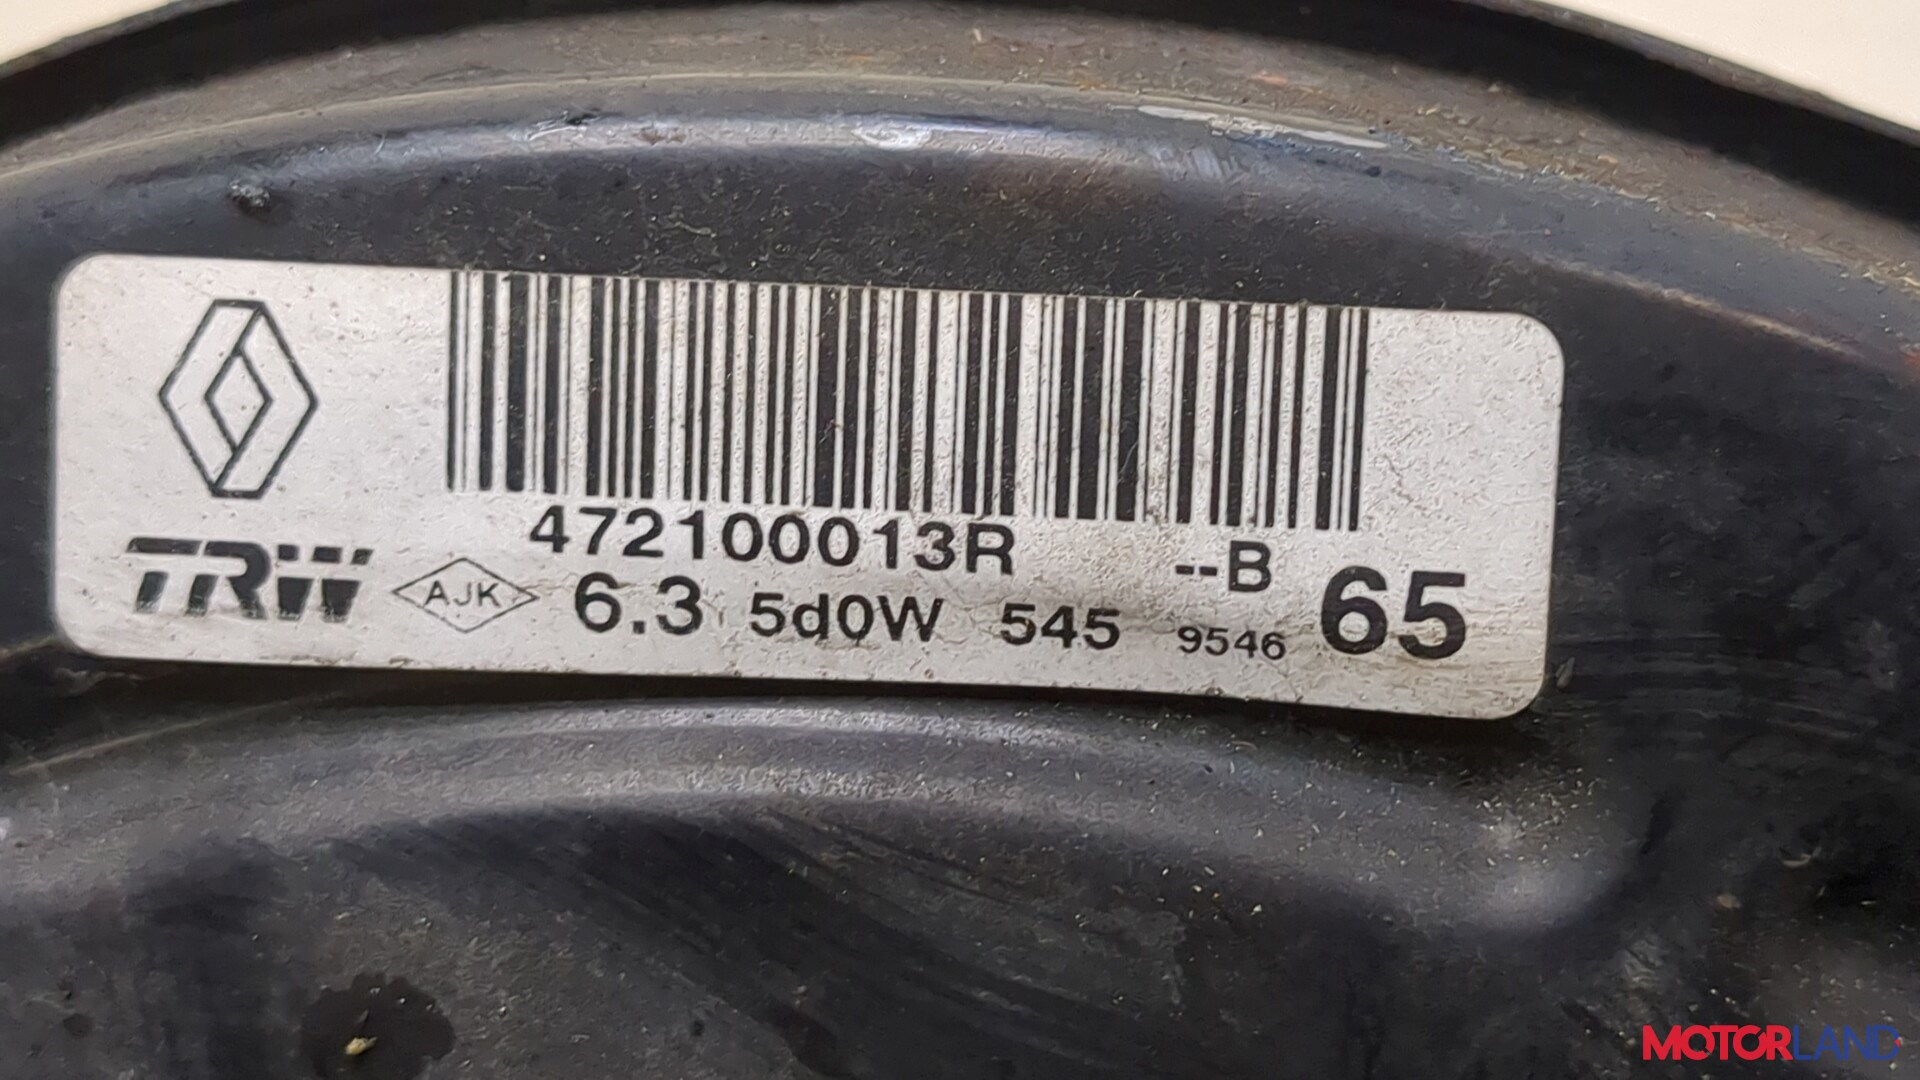 472100013R --B
TRW AJK 6.3 5d0W 545 9546 65
MOTORLAND